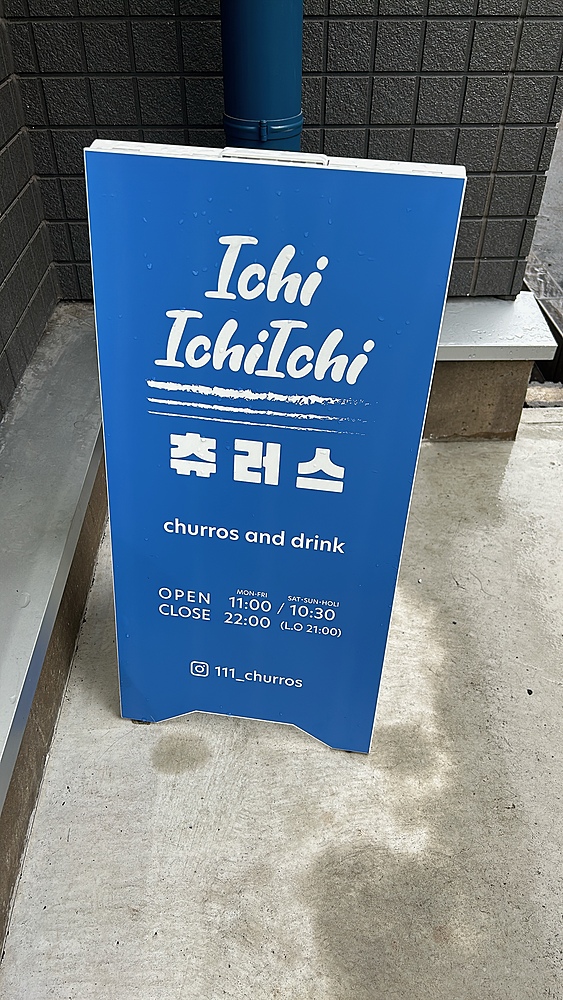 Ichi
IchiIchi
츄러스
churros and drink
MON-FRI SAT·SUN·HOLI
OPEN 11:00 / 10:30
CLOSE 22:00 (L.O 21:00)
111_churros